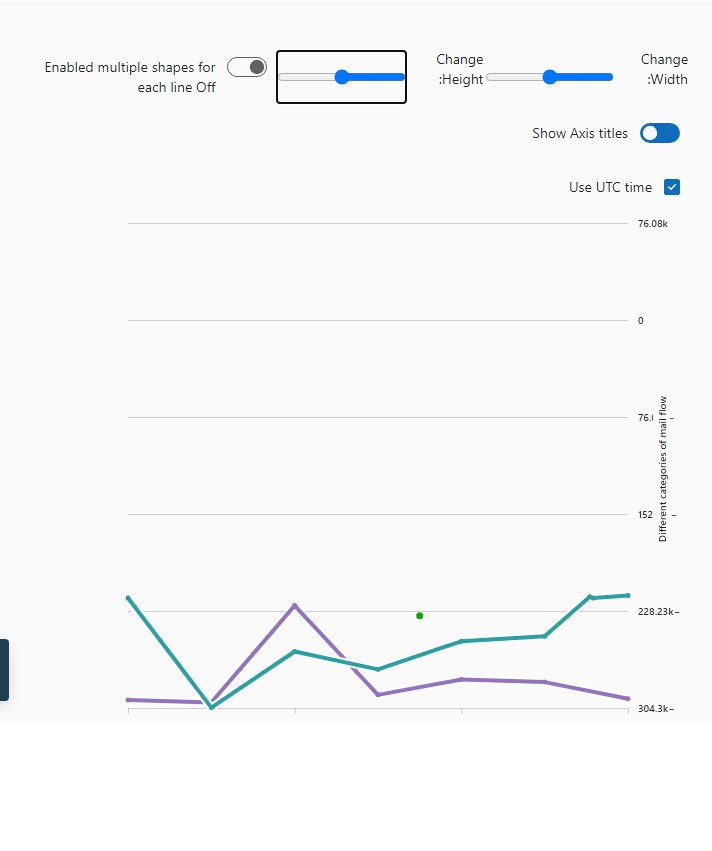 Enabled multiple shapes for
each line Off
Change
:Height
Change
:Width
Show Axis titles
Use UTC time
76.08k
0
152
228.23k–
304.3k–
Different categories of mail flow